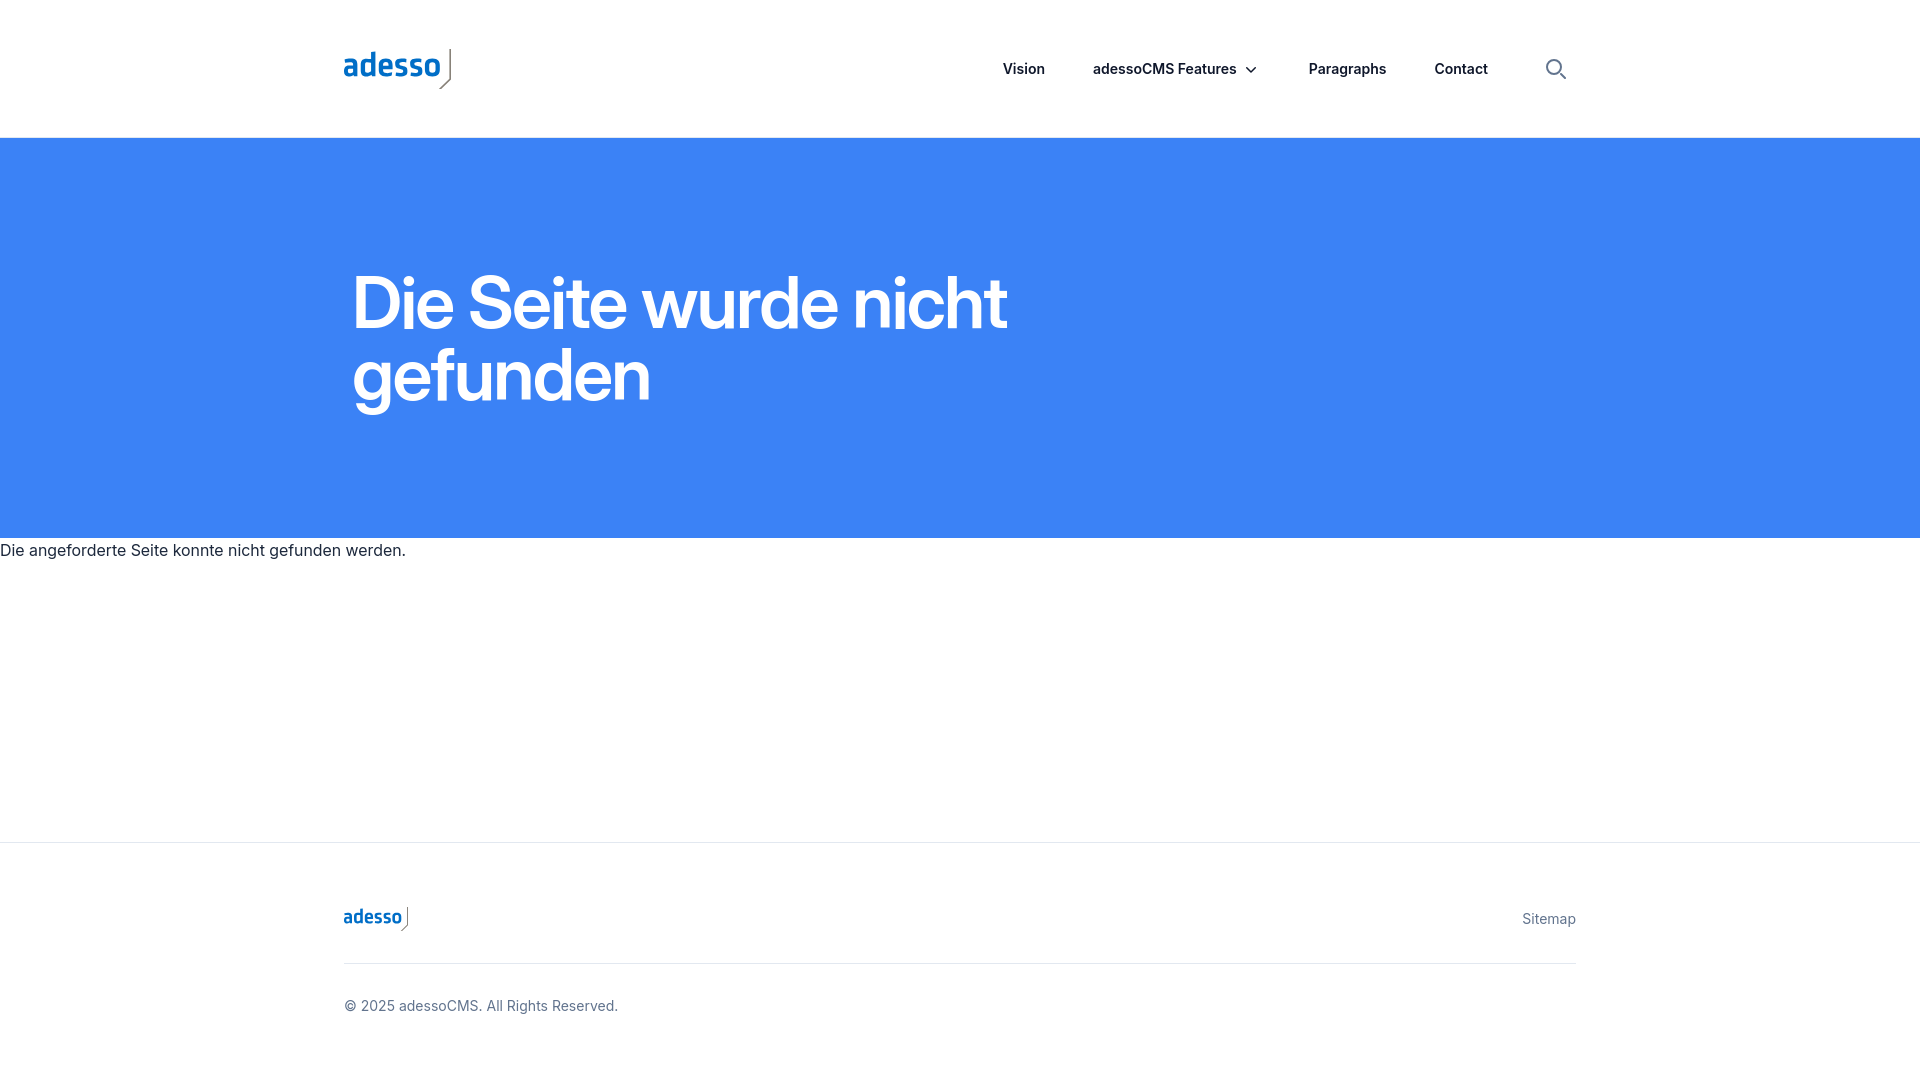 adesso
Vision
adessoCMS Features
Paragraphs
Contact
Die Seite wurde nicht
gefunden
Die angeforderte Seite konnte nicht gefunden werden.
adesso
Sitemap
© 2025 adessoCMS. All Rights Reserved.